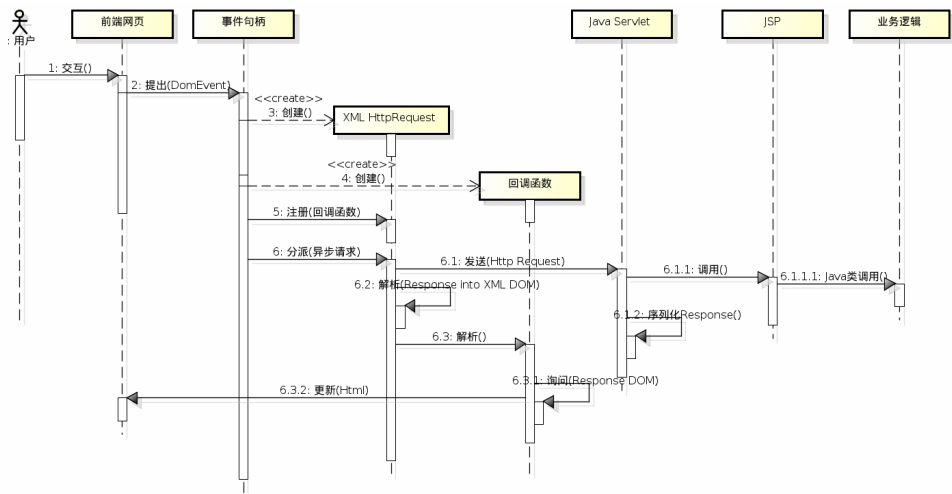 : 用户
前端网页
事件句柄
Java Servlet
JSP
业务逻辑
1: 交互()
2: 提出(DomEvent)
<<create>>
3: 创建()
XML HttpRequest
<<create>>
4: 创建()
回调函数
5: 注册(回调函数)
6: 分派(异步请求)
6.1: 发送(Http Request)
6.1.1: 调用()
6.1.1.1: Java类调用()
6.2: 解析(Response into XML DOM)
6.1.2: 序列化Response()
6.3: 解析()
6.3.1: 询问(Response DOM)
6.3.2: 更新(Html)